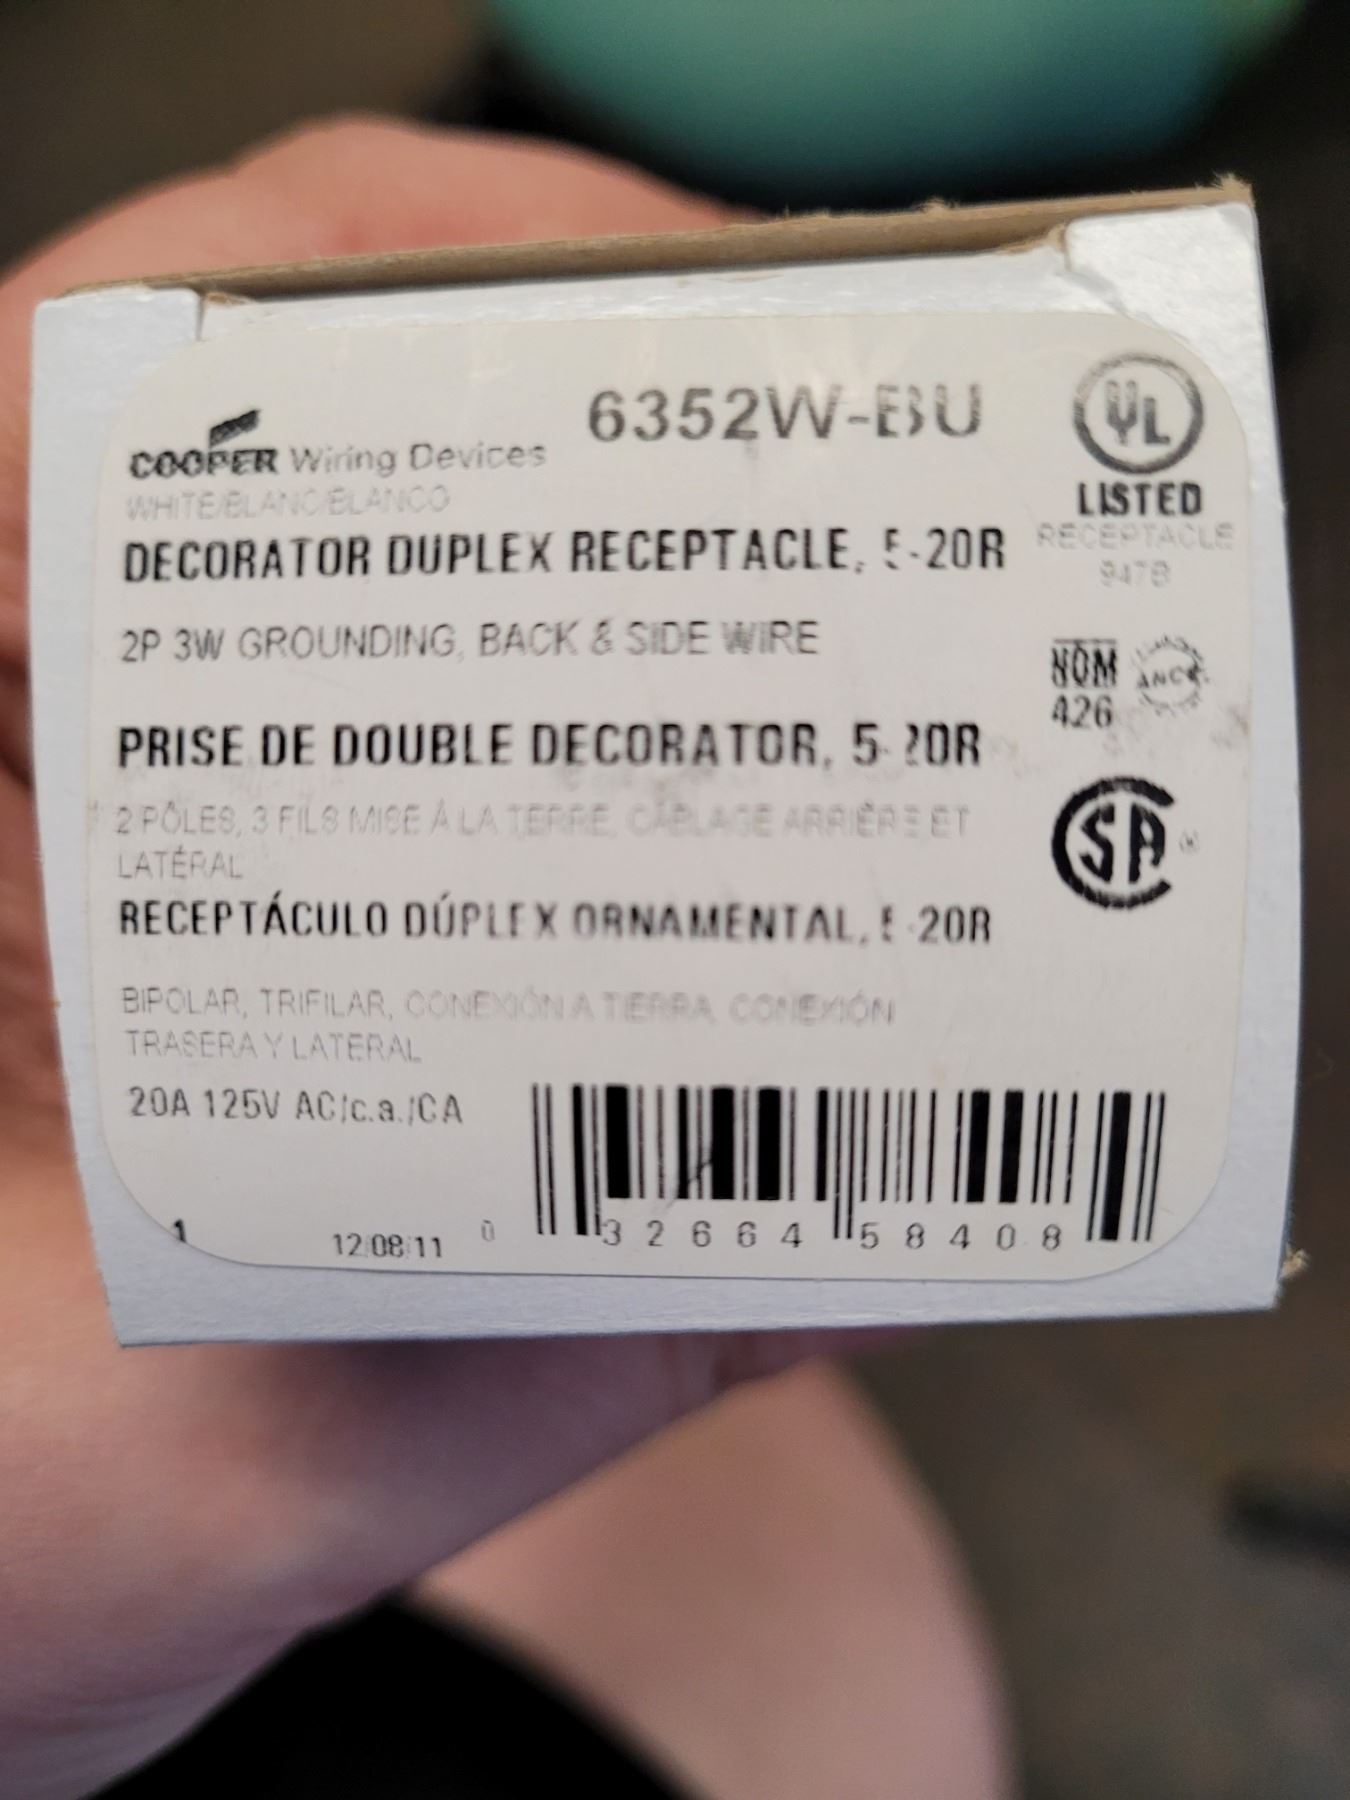 6352W-BU
COOPER Wiring Devices
WHITE/BLANC/BLANCO
DECORATOR DUPLEX RECEPTACLE, 5-20R
2P 3W GROUNDING, BACK & SIDE WIRE
PRISE DE DOUBLE DECORATOR, 5-20R
2 PÔLES, 3 FILS MISE À LA TERRE, CÂBLAGE ARRIÈRE ET
LATÉRAL
RECEPTÁCULO DÚPLEX ORNAMENTAL, 5-20R
BIPOLAR, TRIFILAR, CONEXIÓN A TIERRA, CONEXIÓN
TRASERA Y LATERAL
20A 125V AC/c.a./CA
1
12/08/11
0 32664 58408
UL
LISTED
RECEPTACLE
947B
NOM
426
ANCE
SA